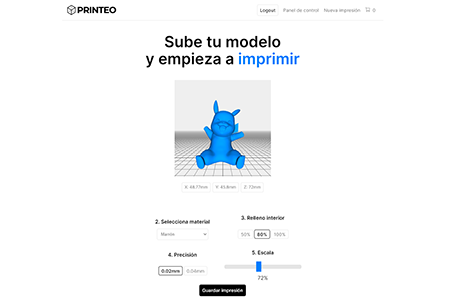 PRINTEO
Logout Panel de control Nueva impresión 0
Sube tu modelo
y empieza a imprimir
X: 48.77mm Y: 45.8mm Z: 72mm
2. Selecciona material
Marrón
3. Relleno interior
50% 80% 100%
4. Precisión
0.02mm 0.04mm
5. Escala
72%
Guardar impresión